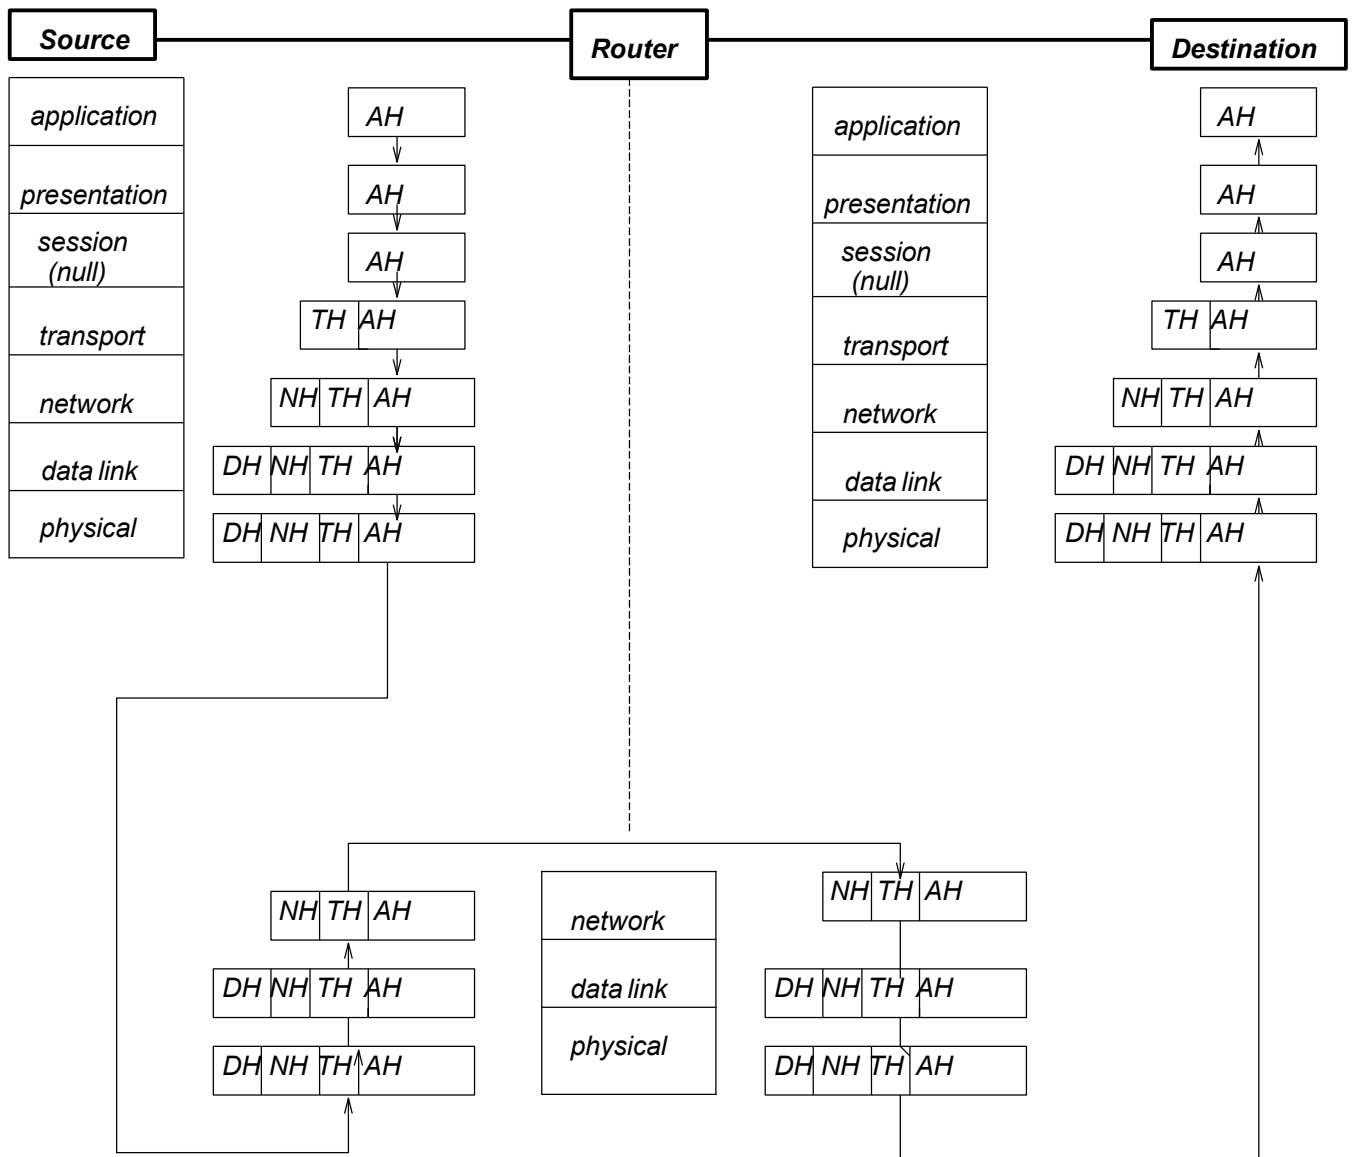 Source
Router
Destination
application
AH
application
AH
presentation
AH
presentation
AH
session
(null)
AH
session
(null)
AH
transport
TH AH
transport
TH AH
network
NH TH AH
network
NH TH AH
data link
DH NH TH AH
data link
DH NH TH AH
physical
DH NH TH AH
physical
DH NH TH AH
NH TH AH
network
NH TH AH
DH NH TH AH
data link
DH NH TH AH
DH NH TH AH
physical
DH NH TH AH